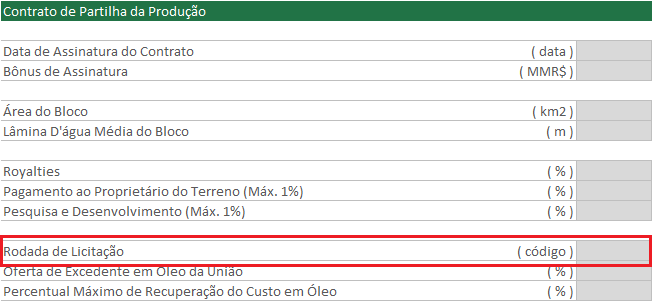 Contrato de Partilha da Produção
Data de Assinatura do Contrato ( data )
Bônus de Assinatura ( MMR$ )
Área do Bloco ( km2 )
Lâmina D'água Média do Bloco ( m )
Royalties ( % )
Pagamento ao Proprietário do Terreno (Máx. 1%) ( % )
Pesquisa e Desenvolvimento (Máx. 1%) ( % )
Rodada de Licitação ( código )
Oferta de Excedente em Óleo da União ( % )
Percentual Máximo de Recuperação do Custo em Óleo ( % )